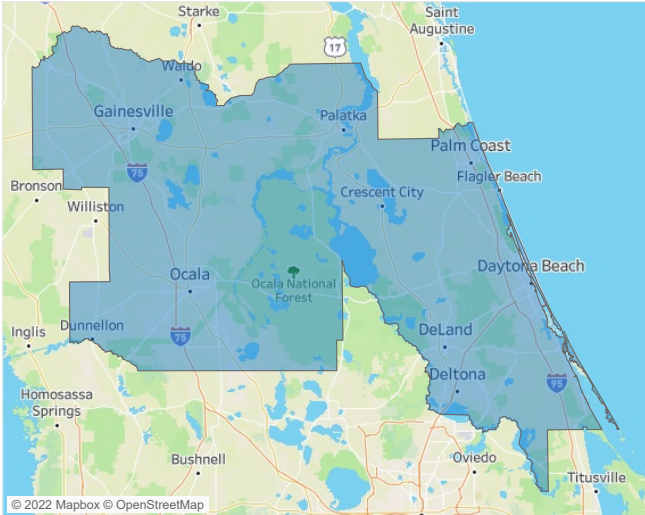 Starke
Saint
Augustine
17
Waldo
Gainesville
Palatka
Palm Coast
75
Flagler Beach
Bronson
Crescent City
Williston
Daytona Beach
Ocala
Ocala National
Forest
Inglis
Dunnellon
75
DeLand
Deltona
95
Homosassa
Springs
Bushnell
Oviedo
Titusville
© 2022 Mapbox © OpenStreetMap